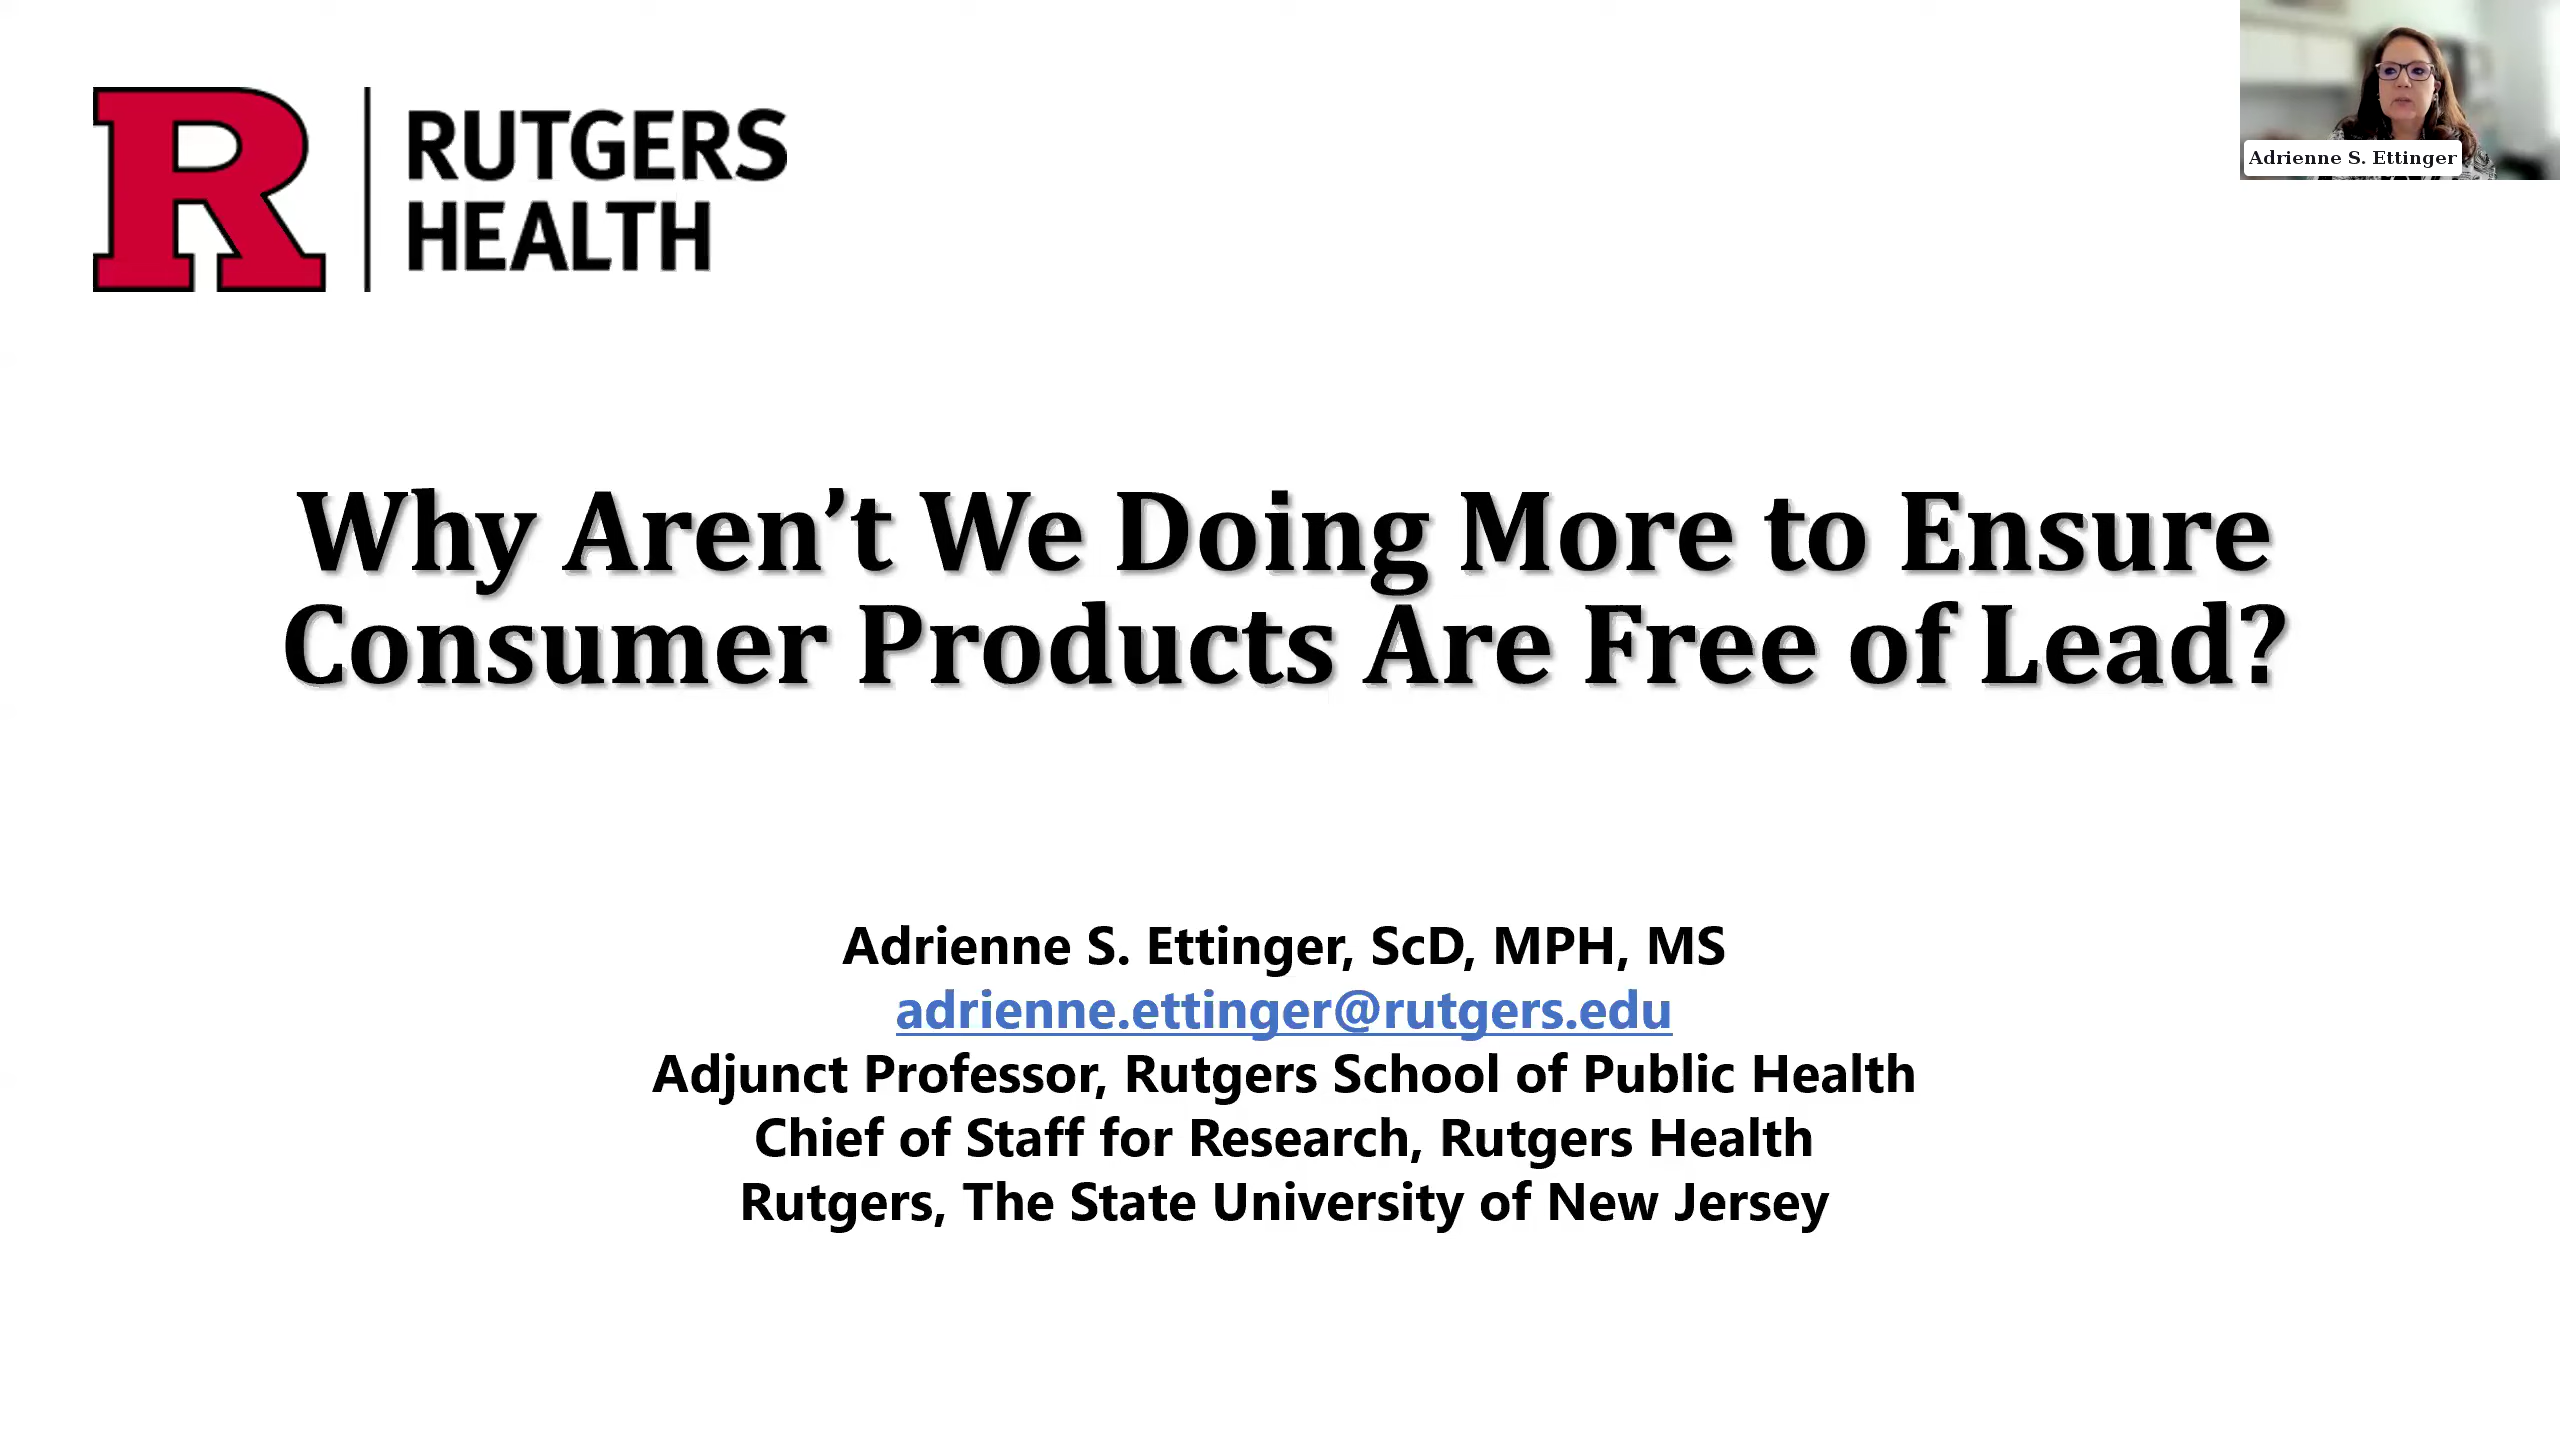 R
RUTGERS
HEALTH
Adrienne S. Ettinger
Why Aren’t We Doing More to Ensure
Consumer Products Are Free of Lead?
Adrienne S. Ettinger, ScD, MPH, MS
adrienne.ettinger@rutgers.edu
Adjunct Professor, Rutgers School of Public Health
Chief of Staff for Research, Rutgers Health
Rutgers, The State University of New Jersey